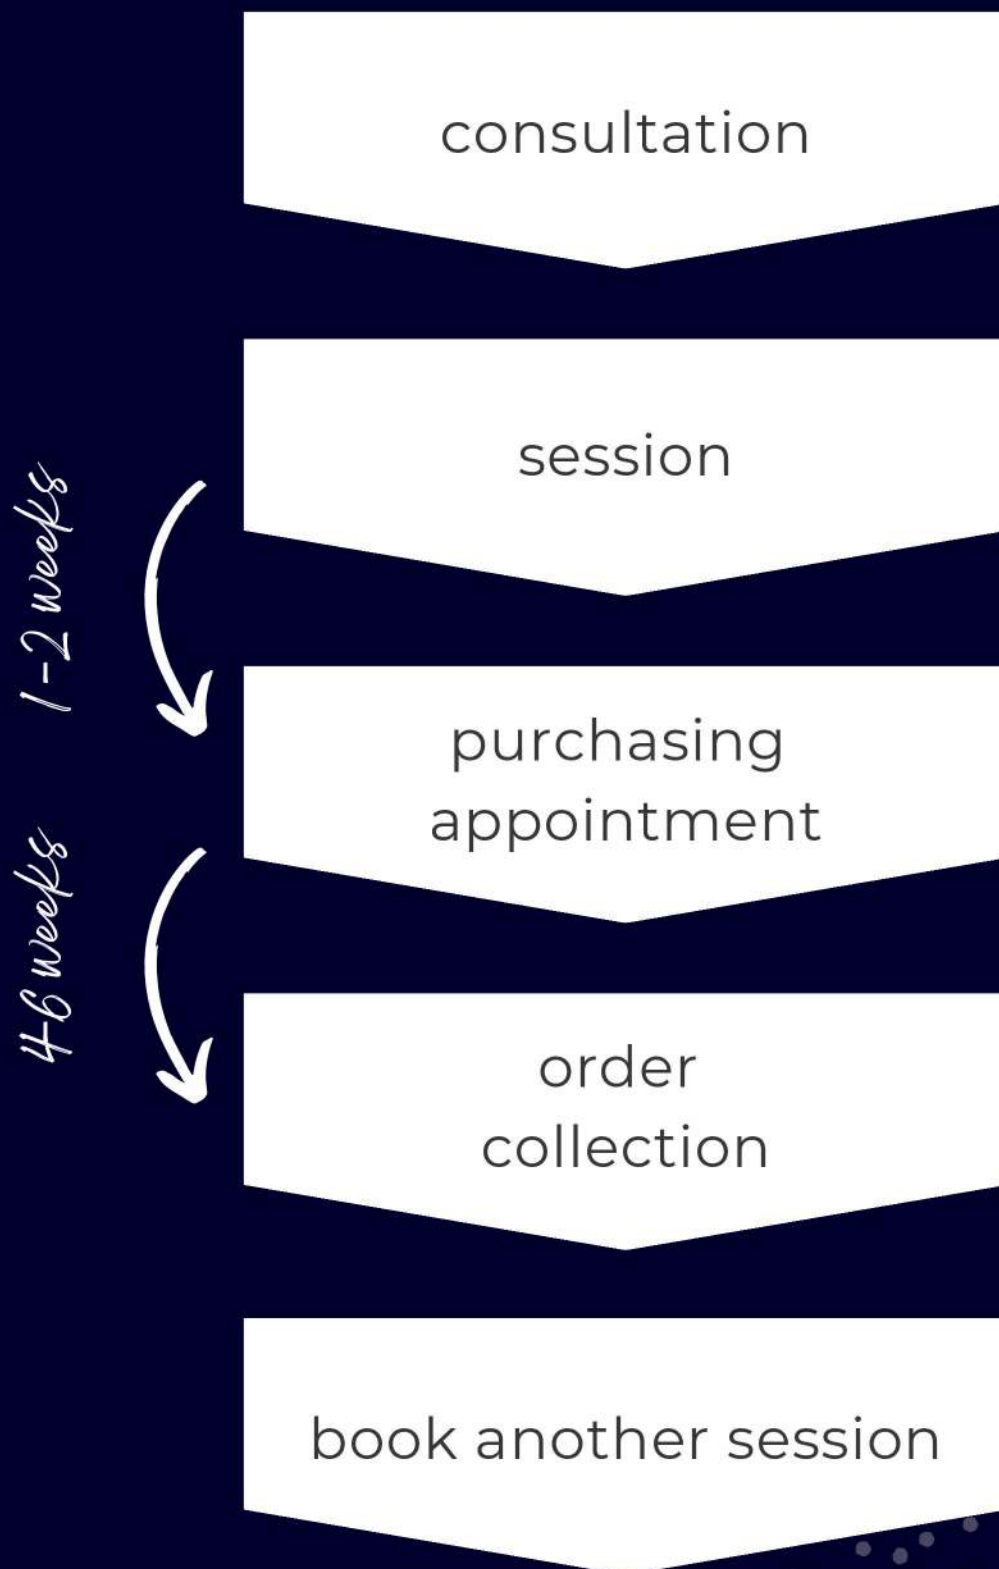 consultation
session
1-2 weeks
purchasing
appointment
4-6 weeks
order
collection
book another session